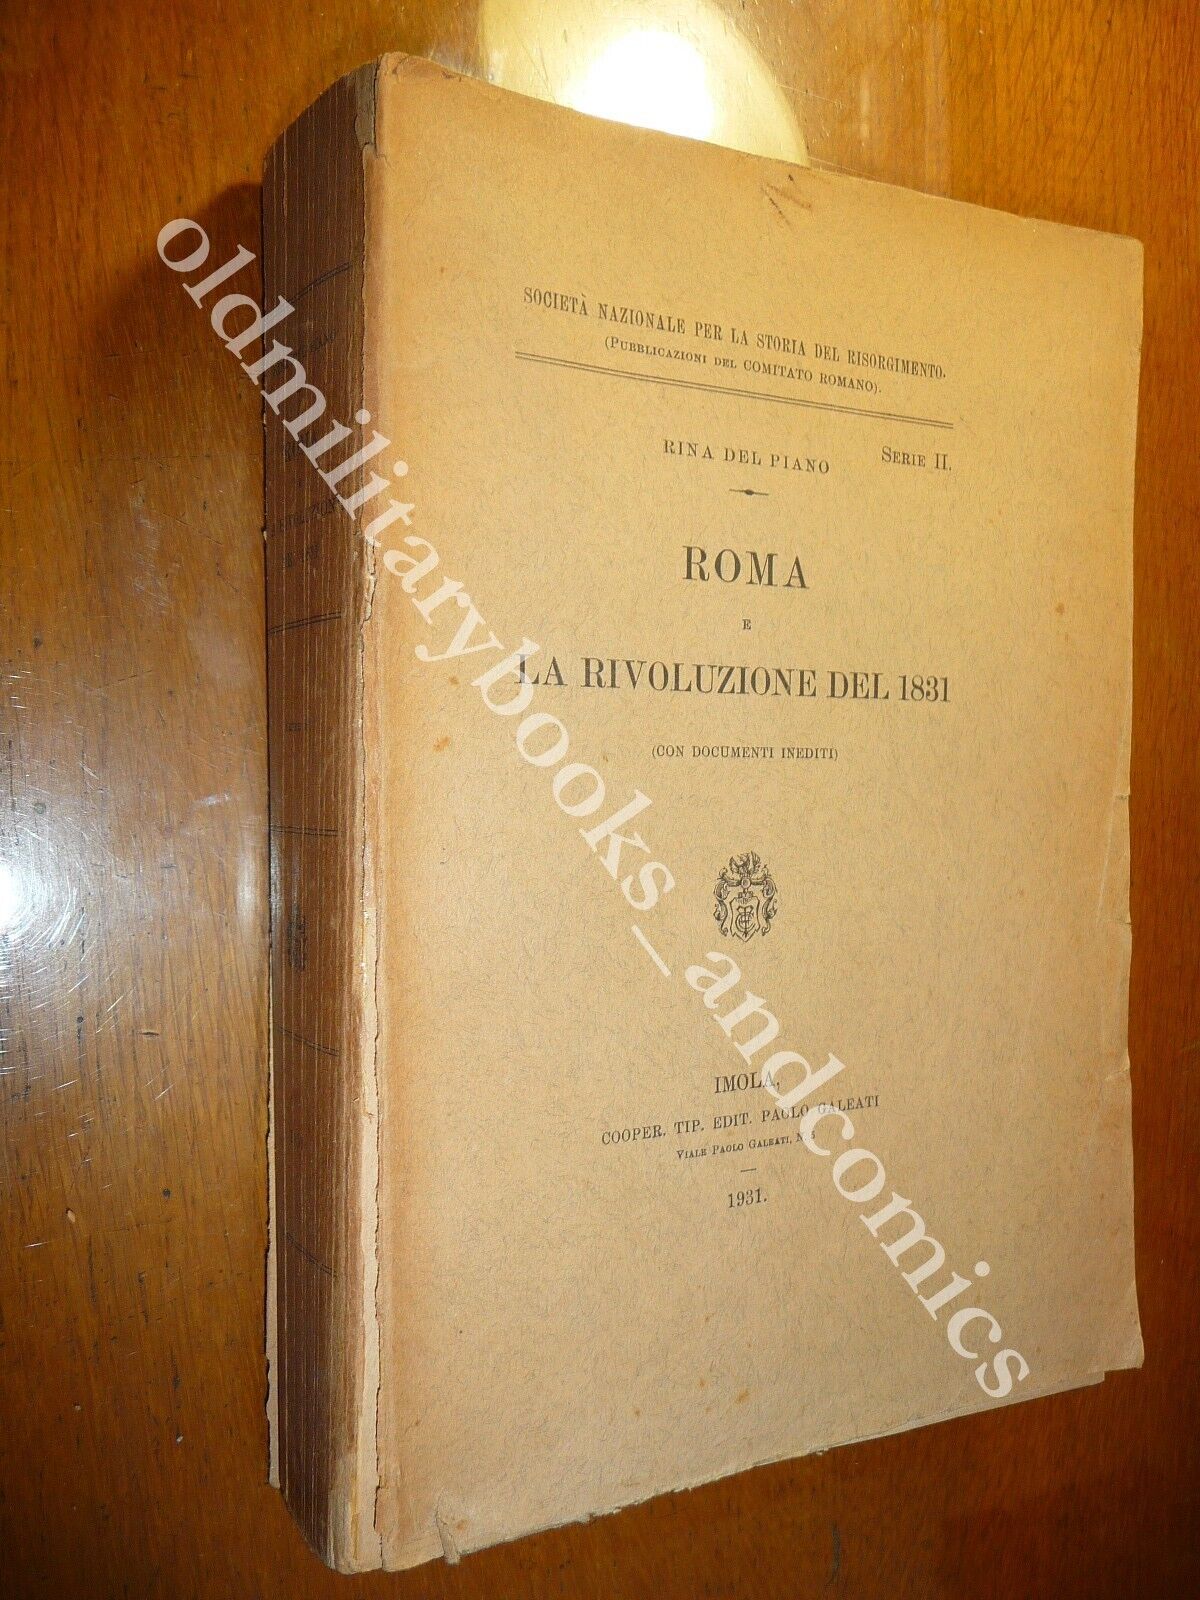 SOCIETÀ NAZIONALE PER LA STORIA DEL RISORGIMENTO.
(PUBBLICAZIONI DEL COMITATO ROMANO).
RINA DEL PIANO SERIE II.
ROMA
E
LA RIVOLUZIONE DEL 1831
(CON DOCUMENTI INEDITI)
IMOLA,
COOPER. TIP. EDIT. PAOLO GALEATI
VIALE PAOLO GALEATI, N. 5
1931.
oldmilitarybooks_andcomics